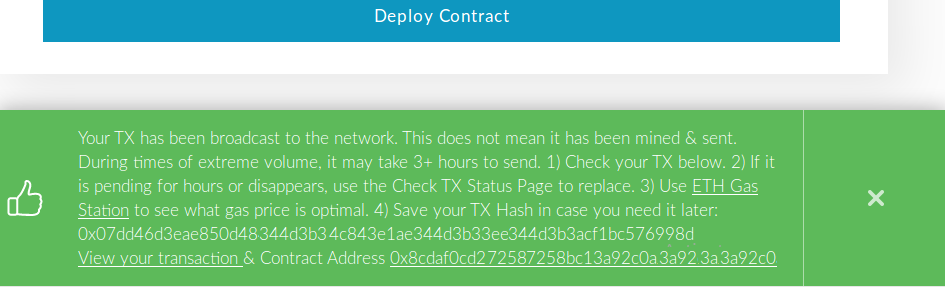 Deploy Contract
Your TX has been broadcast to the network. This does not mean it has been mined & sent.
During times of extreme volume, it may take 3+ hours to send. 1) Check your TX below. 2) If it
is pending for hours or disappears, use the Check TX Status Page to replace. 3) Use ETH Gas
Station to see what gas price is optimal. 4) Save your TX Hash in case you need it later:
0x07dd46d3eae850d48344d3b34c843e1ae344d3b33ee344d3b3acf1bc576998d
View your transaction & Contract Address 0x8cdaf0cd272587258bc13a92c0a3a923a3a92c0